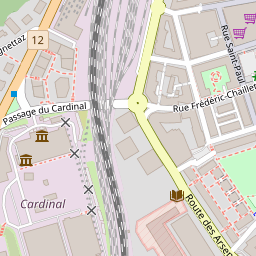 gnettaz
12
Rue Saint-Paul
Passage du Cardinal
Rue Frédéric-Chaillet
Cardinal
Route des Arsen